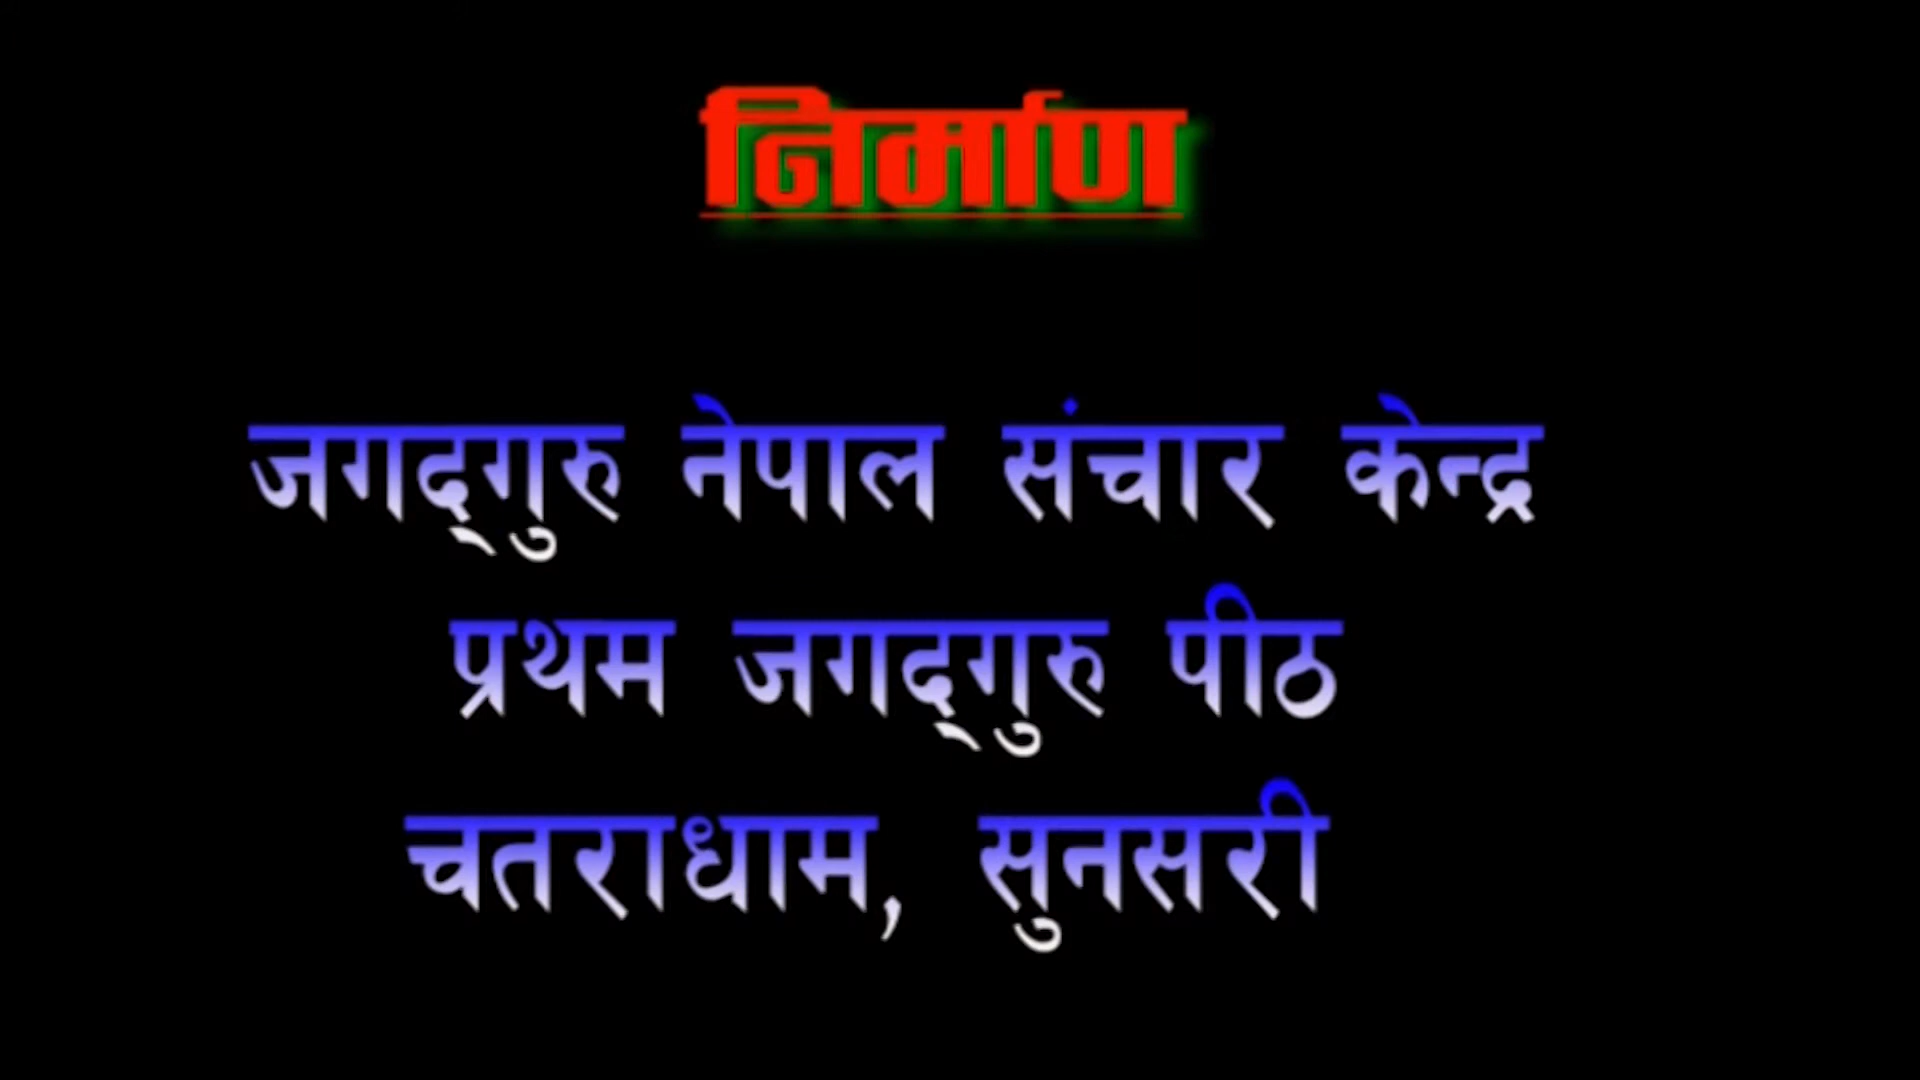 निर्माण
जगद्‌गुरु नेपाल संचार केन्द्र
प्रथम जगद्‌गुरु पीठ
चतराधाम, सुनसरी